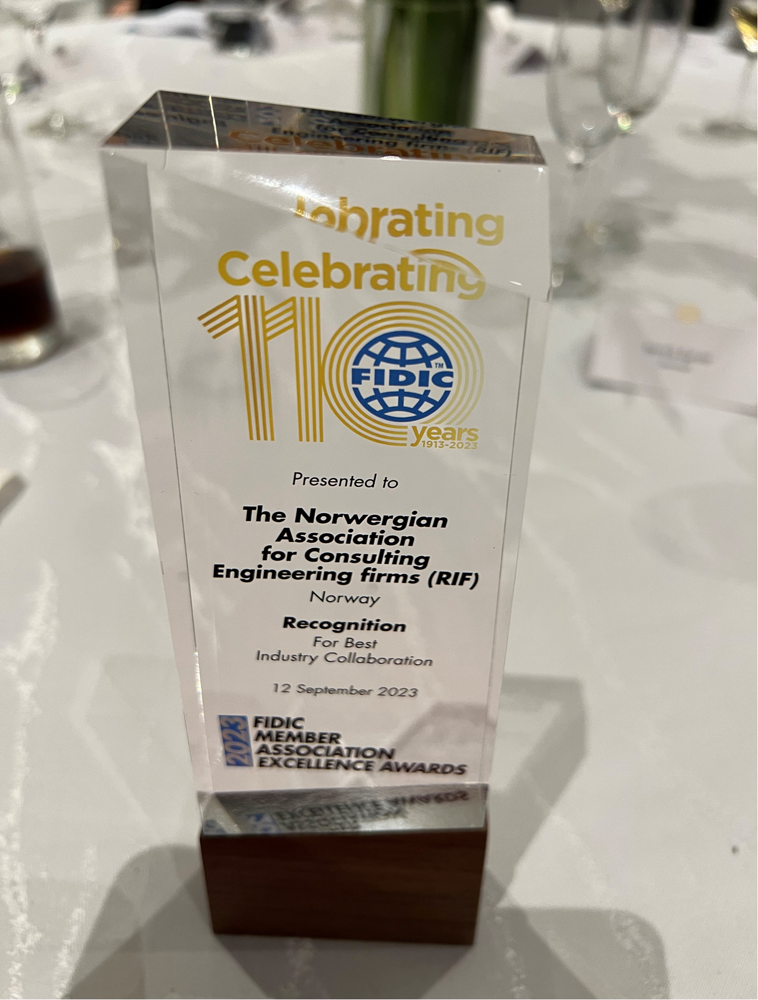 Celebrating
110
FIDIC
TM
years
1913-2023
Presented to
The Norwergian
Association
for Consulting
Engineering firms (RIF)
Norway
Recognition
For Best
Industry Collaboration
12 September 2023
2023
FIDIC
MEMBER
ASSOCIATION
EXCELLENCE AWARDS